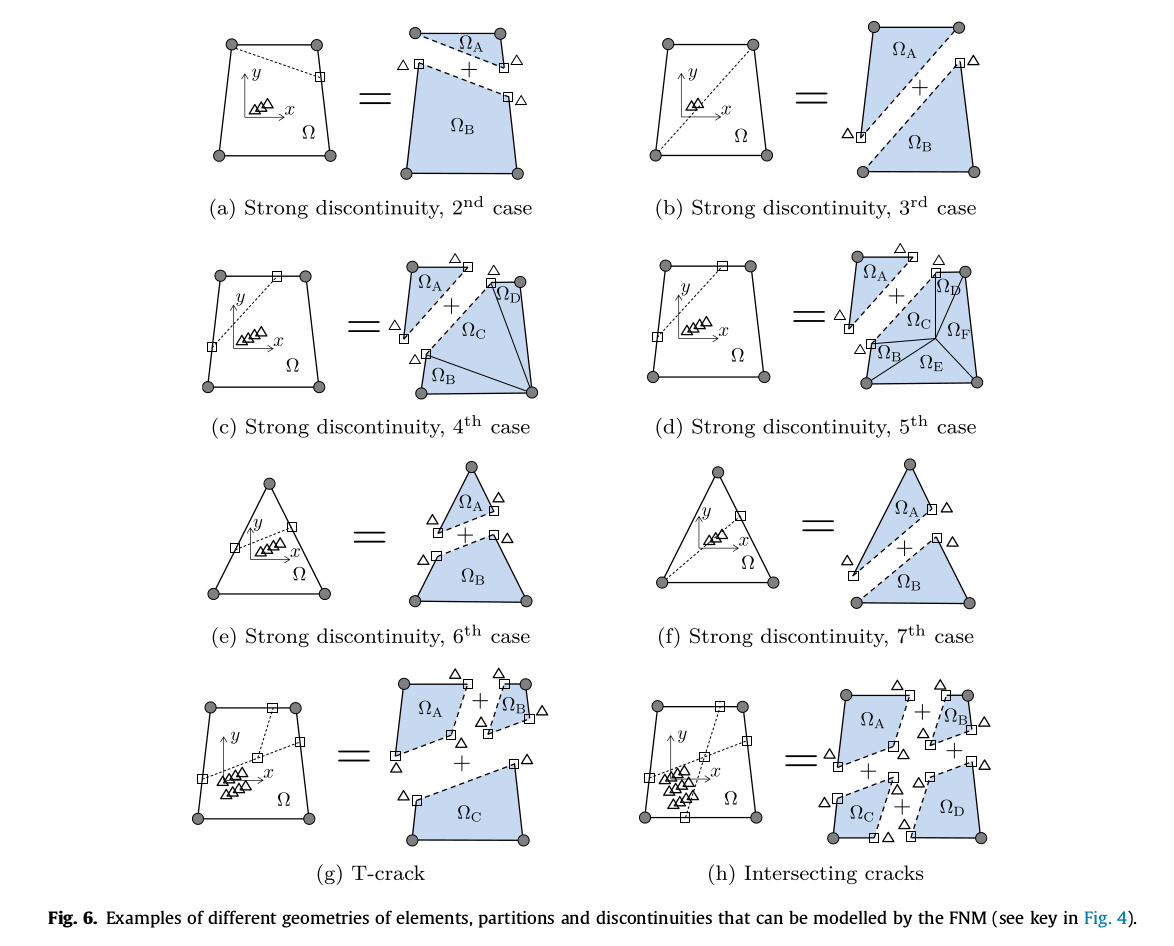 y
x
Ω
=
Ω_A
+
Ω_B
(a) Strong discontinuity, 2nd case
y
x
Ω
=
Ω_A
+
Ω_B
(b) Strong discontinuity, 3rd case
y
x
Ω
=
Ω_A
+
Ω_D
Ω_C
Ω_B
(c) Strong discontinuity, 4th case
y
x
Ω
=
Ω_A
+
Ω_D
Ω_C
Ω_F
Ω_B
Ω_E
(d) Strong discontinuity, 5th case
y
x
Ω
=
Ω_A
+
Ω_B
(e) Strong discontinuity, 6th case
y
x
Ω
=
Ω_A
+
Ω_B
(f) Strong discontinuity, 7th case
y
x
Ω
=
Ω_A
+
Ω_B
+
Ω_C
(g) T-crack
y
x
Ω
=
Ω_A
+
Ω_B
+
+
Ω_C
+
Ω_D
(h) Intersecting cracks
Fig. 6. Examples of different geometries of elements, partitions and discontinuities that can be modelled by the FNM (see key in Fig. 4).